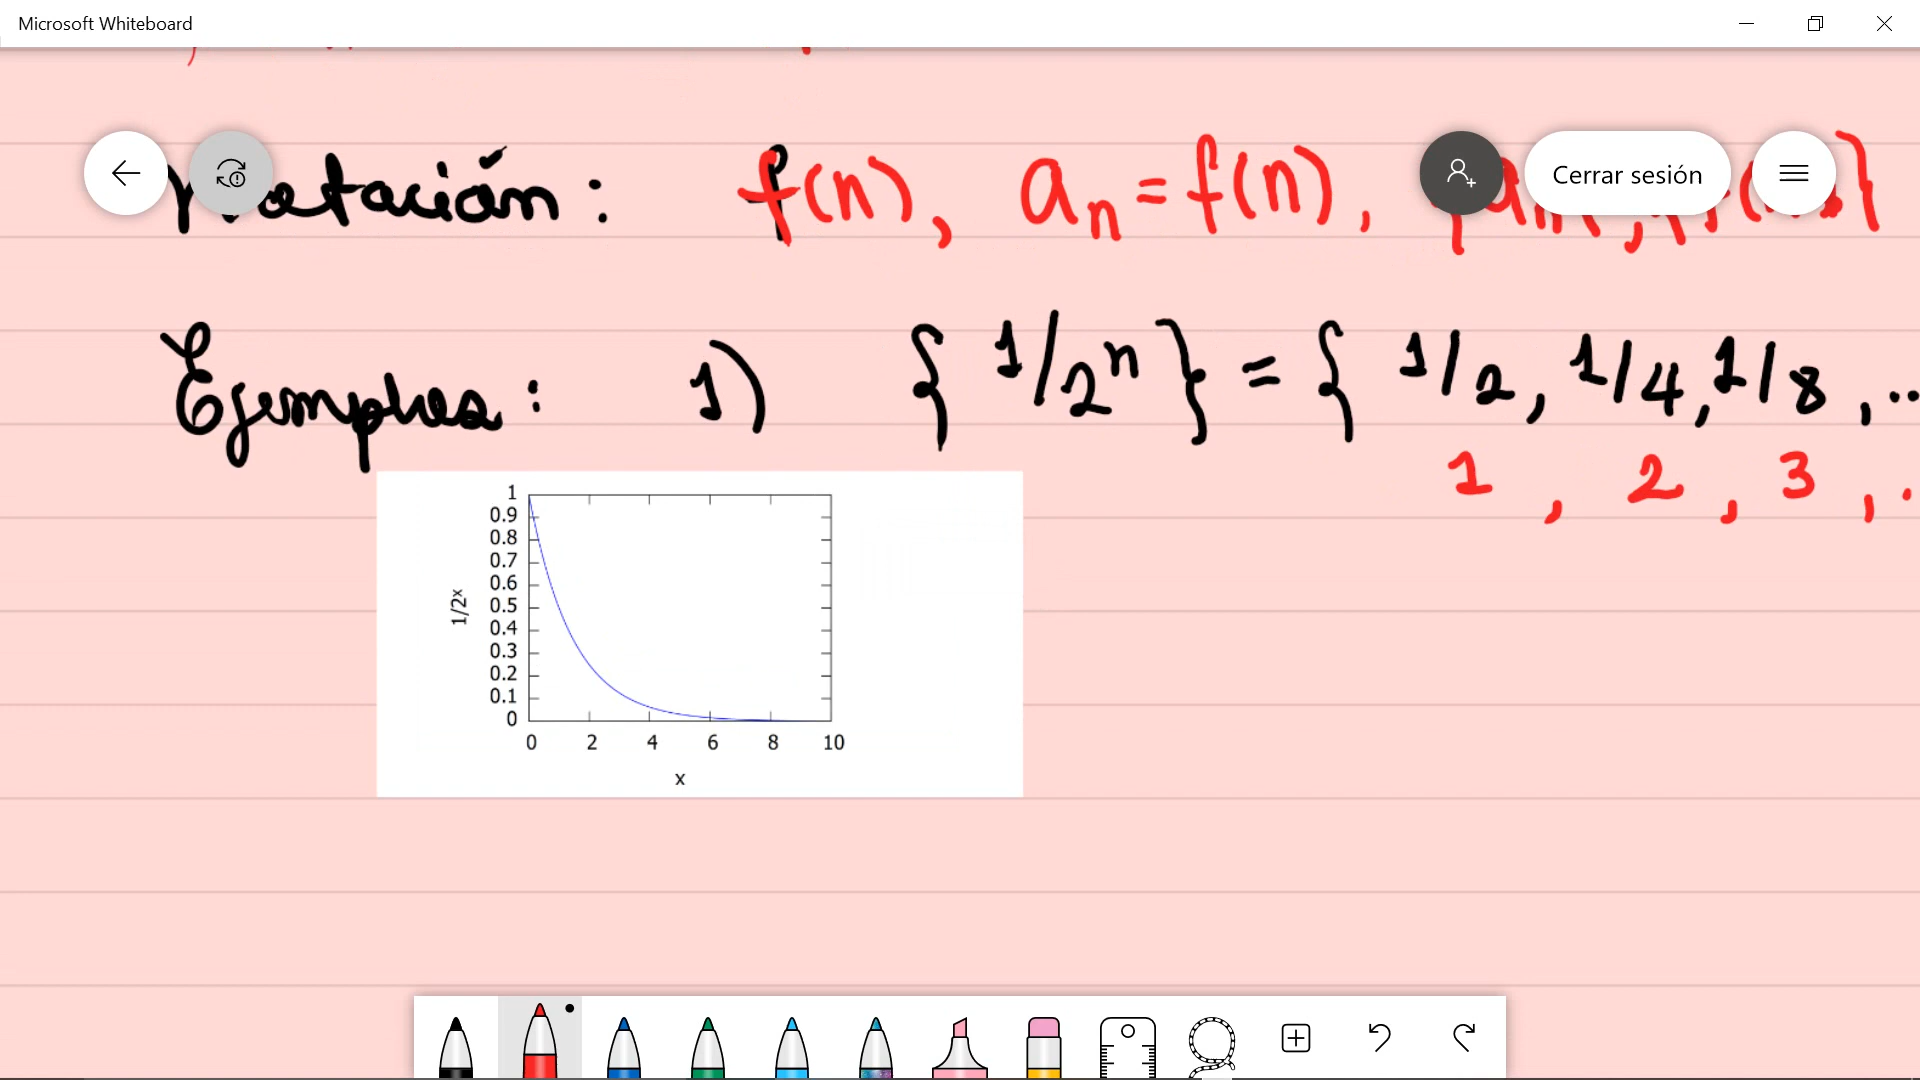 Microsoft Whiteboard
Notación: f(n), an = f(n), {an}, {f(n)}
Cerrar sesión
Ejemplos: 1) { 1/2ⁿ } = { 1/2, 1/4, 1/8, ...
1, 2, 3, .
1
0.9
0.8
0.7
0.6
0.5
0.4
0.3
0.2
0.1
0
1/2ˣ
0 2 4 6 8 10
x